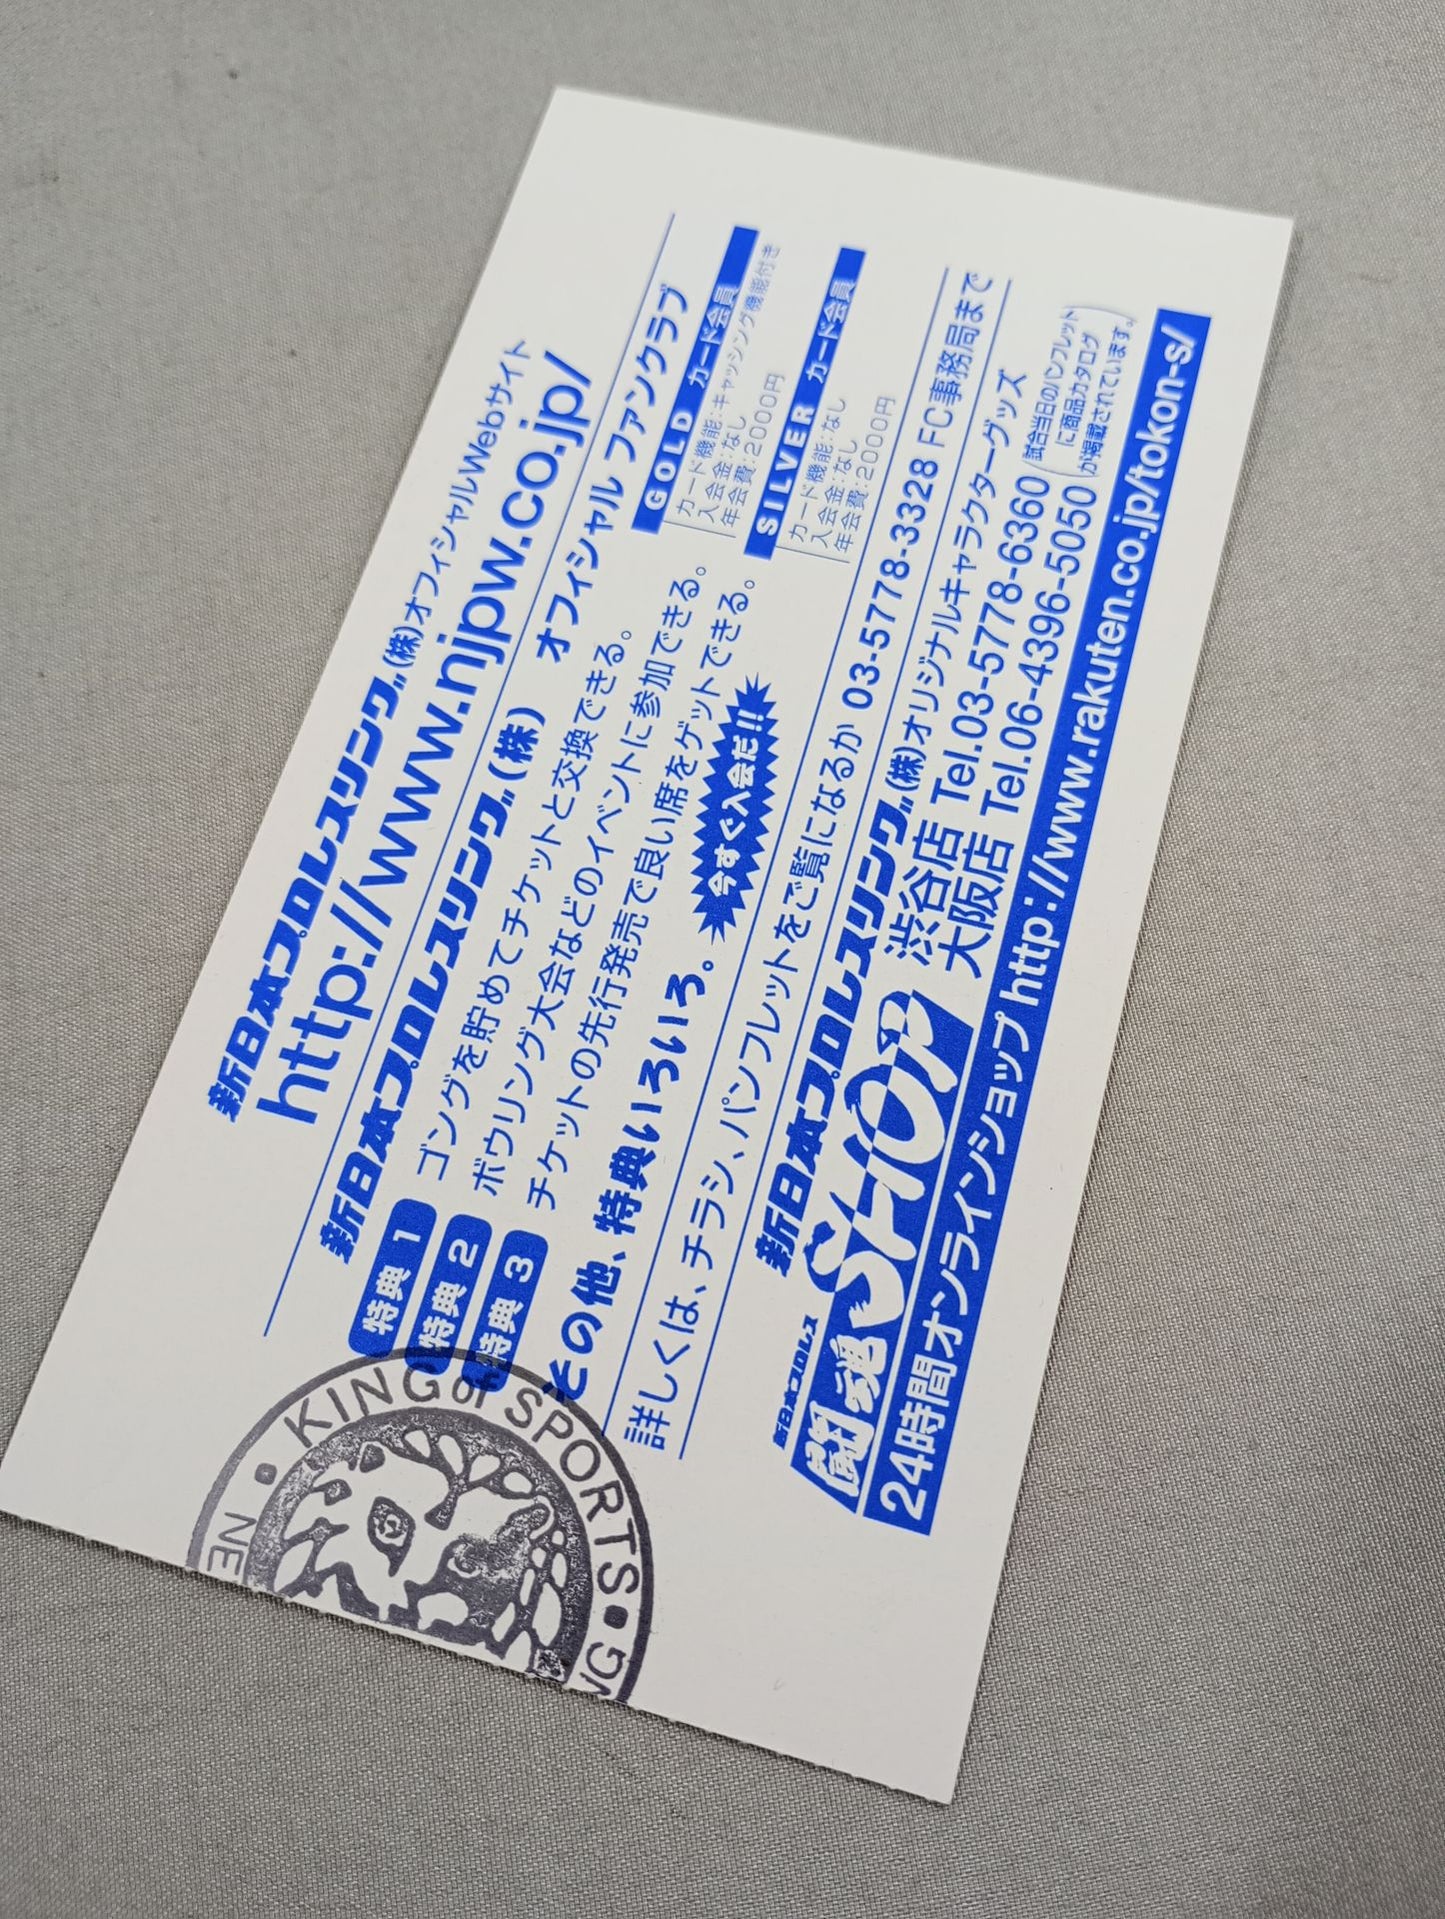 新日本プロレスリング(株)オフィシャルWebサイト
http://www.njpw.co.jp/
新日本プロレスリング(株) オフィシャル ファンクラブ
特典 1 ゴングを貯めてチケットと交換できる。
特典 2 ボウリング大会などのイベントに参加できる。
特典 3 チケットの先行発売で良い席をゲットできる。
その他、特典いろいろ。
今すぐ入会だ!!
GOLD カード会員
カード機能:キャッシング機能付き
入会金:なし
年会費:2000円
SILVER カード会員
カード機能:なし
入会金:なし
年会費:2000円
詳しくは、チラシ、パンフレットをご覧になるか 03-5778-3328 FC事務局まで
新日本プロレスリング(株)オリジナルキャラクターグッズ
新日本プロレス
闘魂SHOP
渋谷店 Tel.03-5778-6360
大阪店 Tel.06-4396-5050
(試合当日のパンフレット
に商品カタログ
が掲載されています。)
24時間オンラインショップ http://www.rakuten.co.jp/tokon-s/
NE • KING of SPORTS • NG